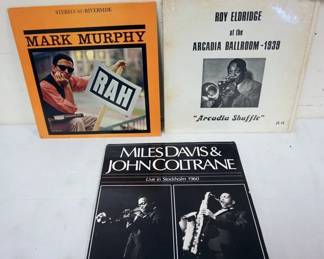 STEREO RIVERSIDE
MARK MURPHY
RAH
ROY ELDRIDGE
at the
ARCADIA BALLROOM-1939
"Arcadia Shuffle"
MILES DAVIS &
JOHN COLTRANE
Live in Stockholm 1960